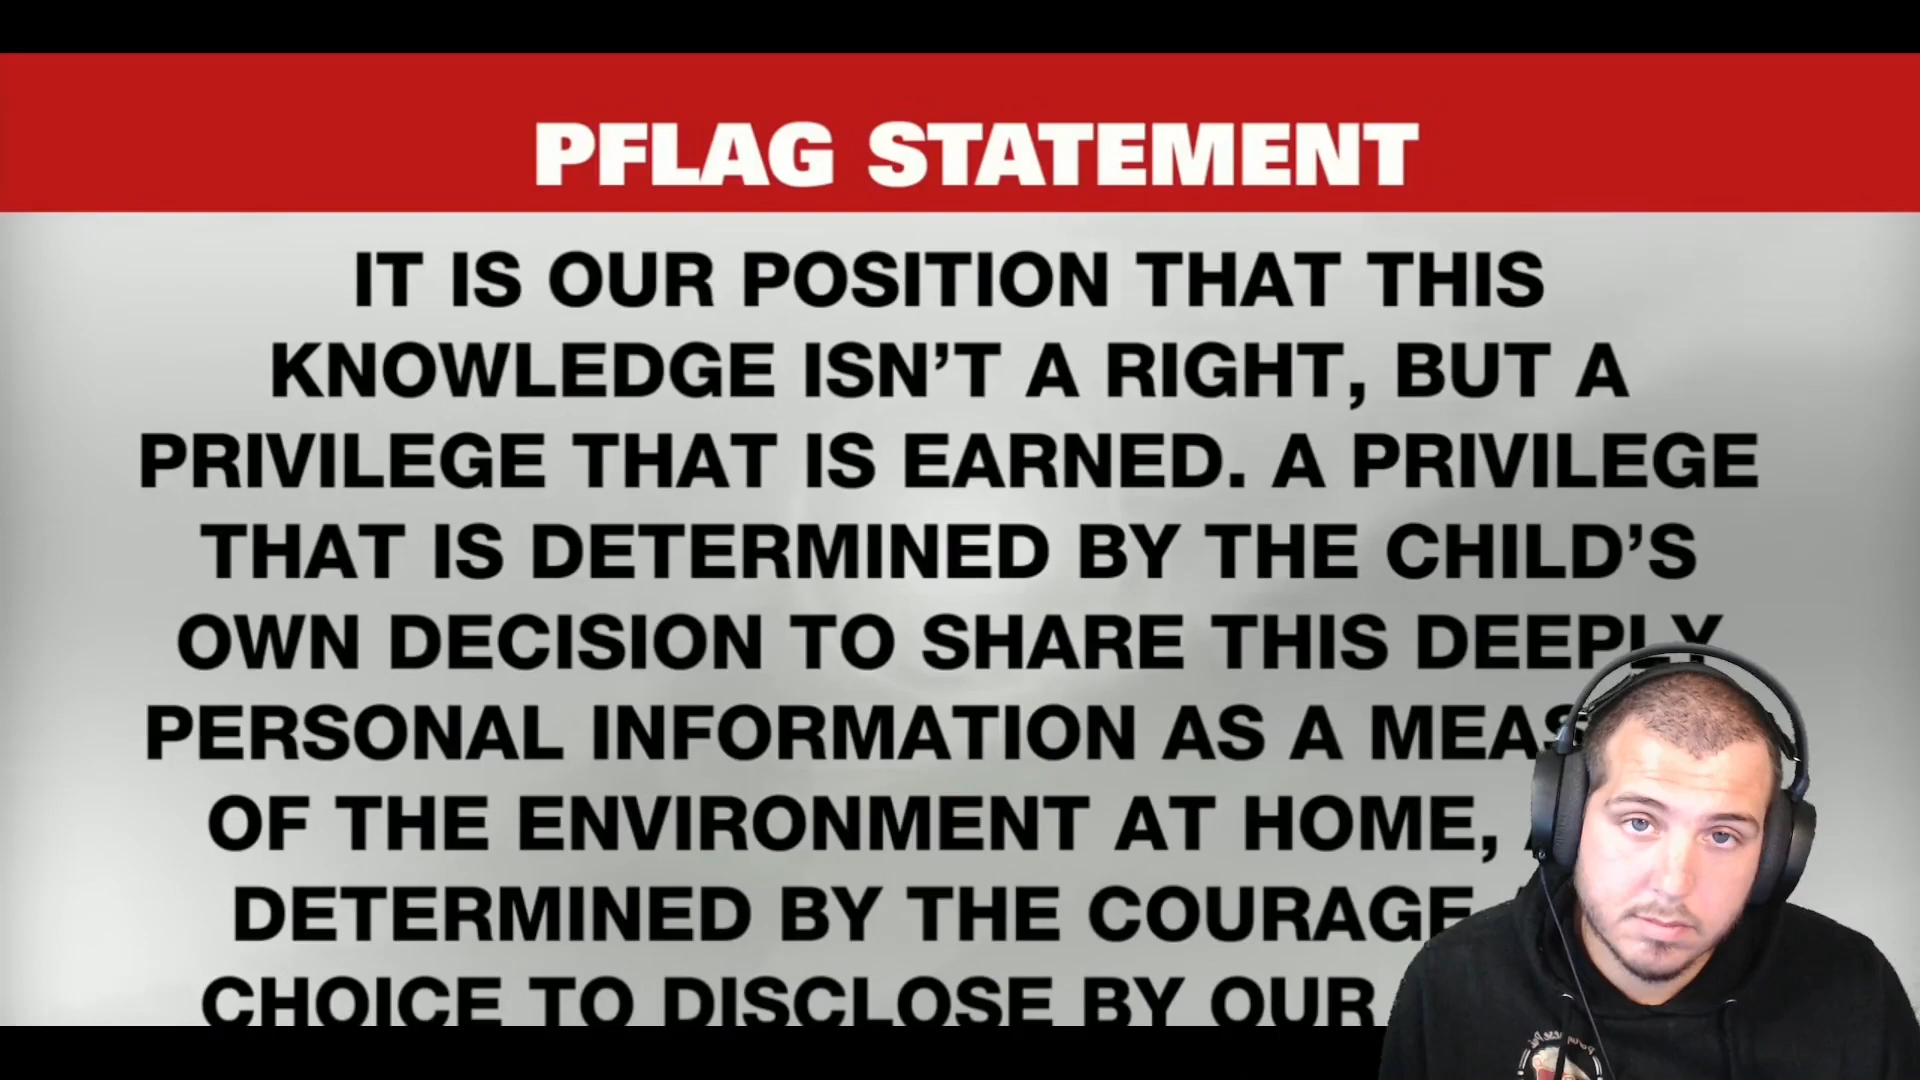 PFLAG STATEMENT
IT IS OUR POSITION THAT THIS
KNOWLEDGE ISN'T A RIGHT, BUT A
PRIVILEGE THAT IS EARNED. A PRIVILEGE
THAT IS DETERMINED BY THE CHILD'S
OWN DECISION TO SHARE THIS DEEPLY
PERSONAL INFORMATION AS A
OF THE ENVIRONMENT AT HOME,
DETERMINED BY THE COURAGE
CHOICE TO DISCLOSE BY OUR